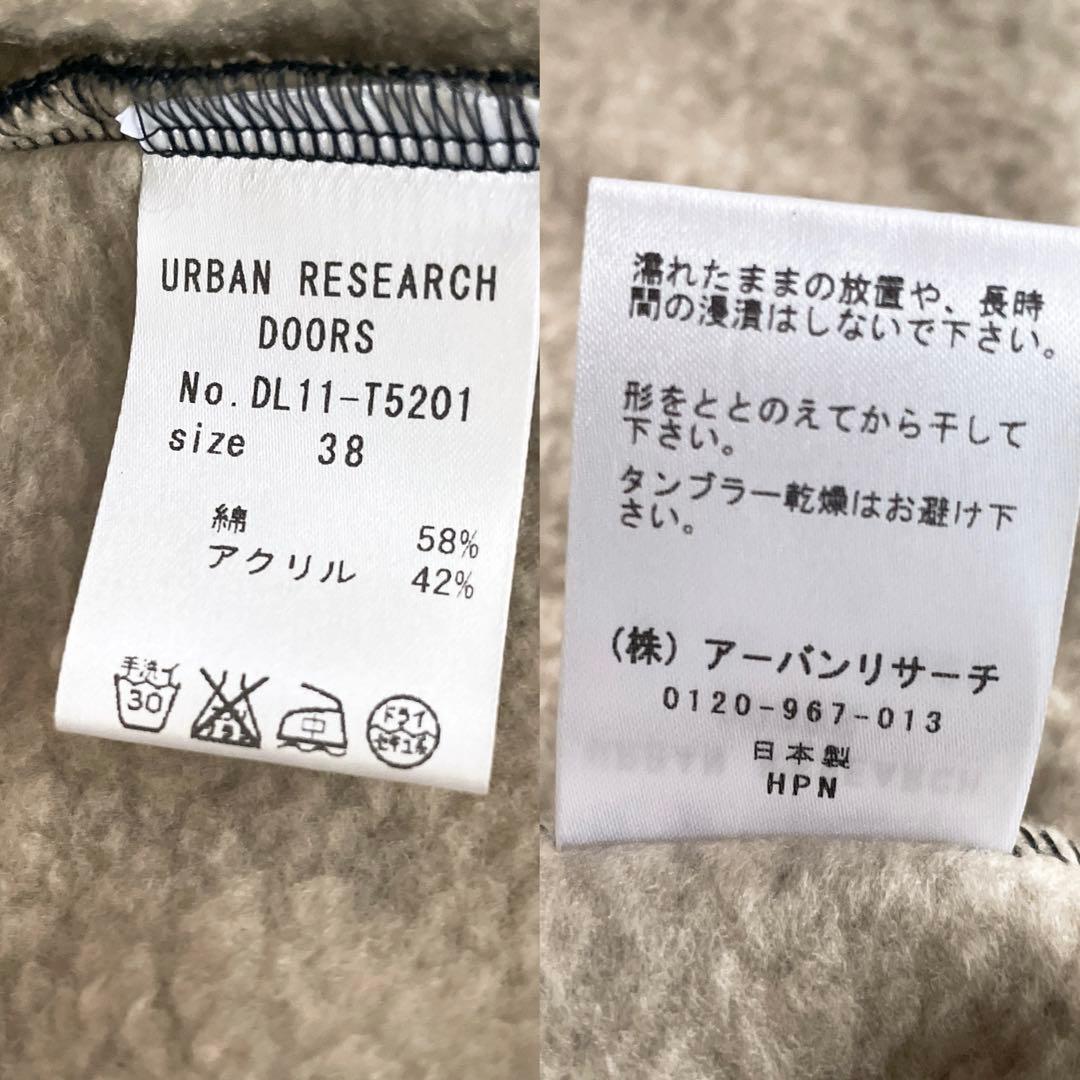 URBAN RESEARCH
DOORS
No. DL11-T5201
size 38
綿 58%
アクリル 42%
手洗イ
30
中
ドライ
セキユ系
濡れたままの放置や、長時
間の浸漬はしないで下さい。
形をととのえてから干して
下さい。
タンブラー乾燥はお避け下
さい。
(株) アーバンリサーチ
0120-967-013
日本製
HPN